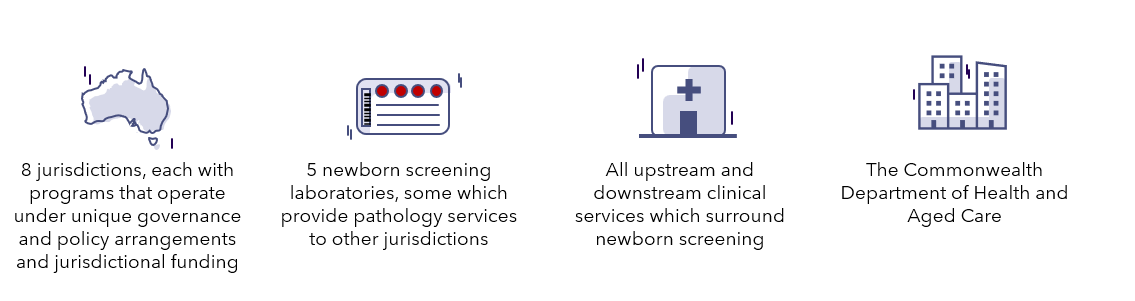 8 jurisdictions, each with
programs that operate
under unique governance
and policy arrangements
and jurisdictional funding
5 newborn screening
laboratories, some which
provide pathology services
to other jurisdictions
All upstream and
downstream clinical
services which surround
newborn screening
The Commonwealth
Department of Health and
Aged Care